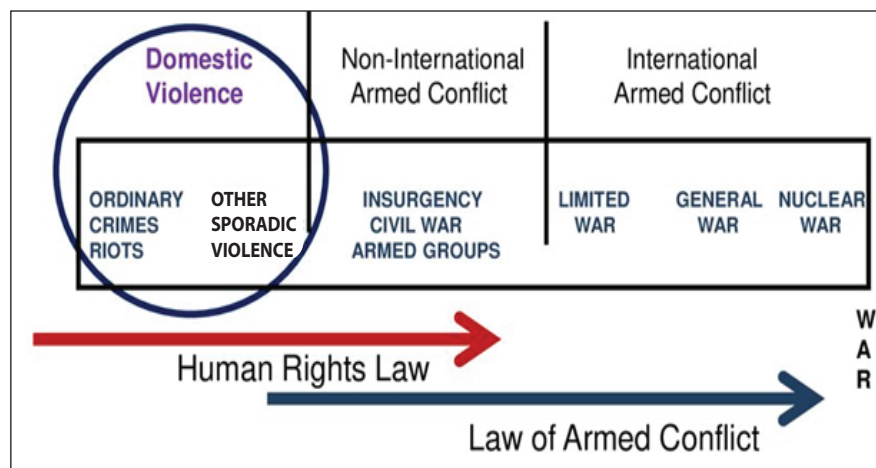 Domestic
Violence
Non-International
Armed Conflict
International
Armed Conflict
ORDINARY
CRIMES
RIOTS
OTHER
SPORADIC
VIOLENCE
INSURGENCY
CIVIL WAR
ARMED GROUPS
LIMITED
WAR
GENERAL
WAR
NUCLEAR
WAR
Human Rights Law
Law of Armed Conflict
W
A
R